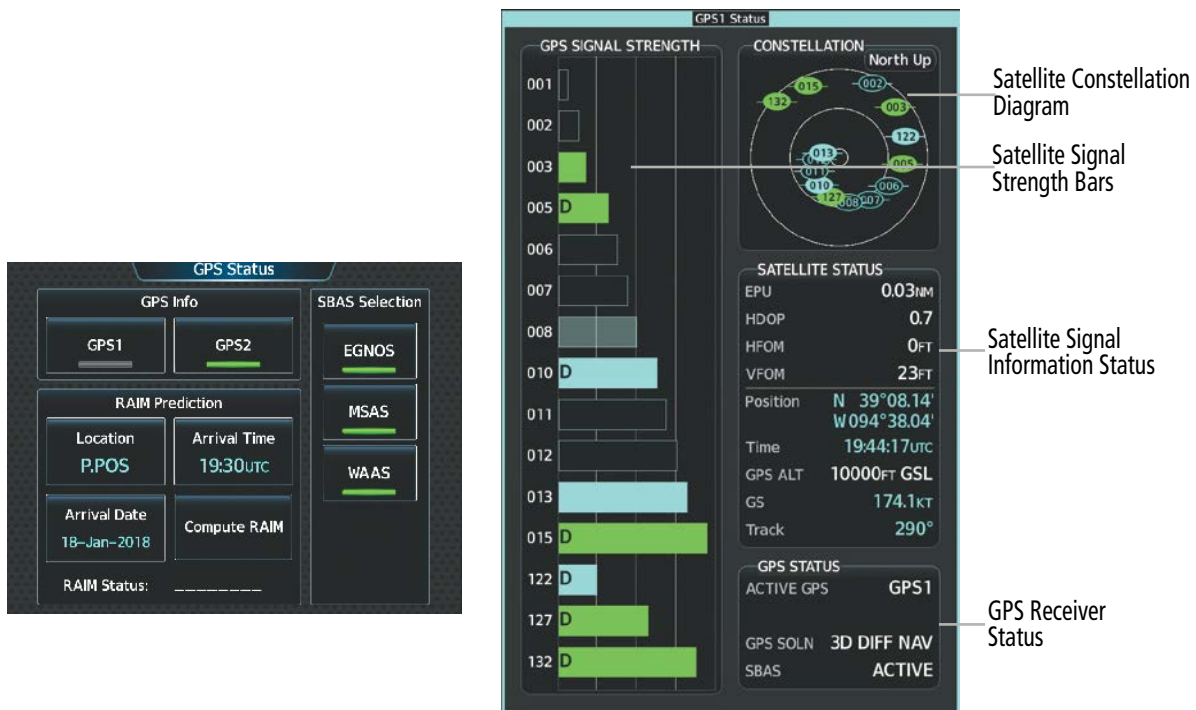 GPS Status
GPS Info
GPS1
GPS2
RAIM Prediction
Location
P.POS
Arrival Time
19:30UTC
Arrival Date
18-Jan-2018
Compute RAIM
RAIM Status: ________
SBAS Selection
EGNOS
MSAS
WAAS
GPS1 Status
GPS SIGNAL STRENGTH
001
002
003
005 D
006
007
008
010 D
011
012
013
015 D
122 D
127 D
132 D
CONSTELLATION
North Up
015
002
132
003
122
013
005
011
010
006
127
008
007
SATELLITE STATUS
EPU 0.03NM
HDOP 0.7
HFOM 0FT
VFOM 23FT
Position N 39°08.14'
W094°38.04'
Time 19:44:17UTC
GPS ALT 10000FT GSL
GS 174.1KT
Track 290°
GPS STATUS
ACTIVE GPS GPS1
GPS SOLN 3D DIFF NAV
SBAS ACTIVE
Satellite Constellation
Diagram
Satellite Signal
Strength Bars
Satellite Signal
Information Status
GPS Receiver
Status